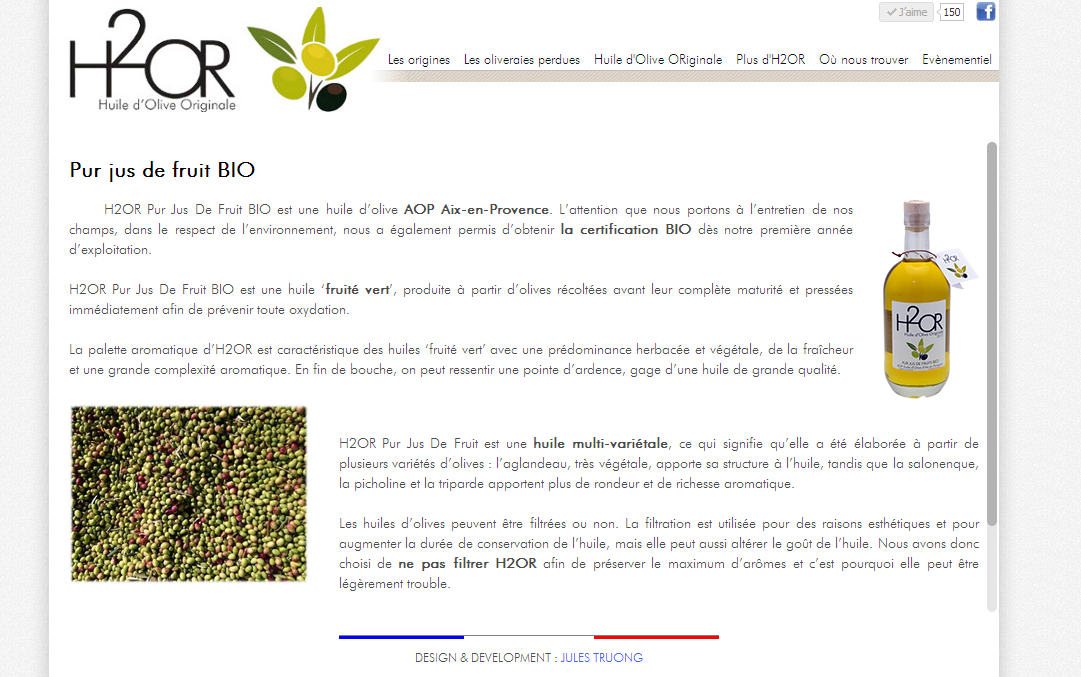 J'aime 150 f
H2OR
Huile d'Olive Originale
Les origines Les oliveraies perdues Huile d'Olive ORiginale Plus d'H2OR Où nous trouver Evènementiel
Pur jus de fruit BIO
H2OR Pur Jus De Fruit BIO est une huile d’olive AOP Aix-en-Provence. L’attention que nous portons à l’entretien de nos
champs, dans le respect de l’environnement, nous a également permis d’obtenir la certification BIO dès notre première année
d’exploitation.
H2OR Pur Jus De Fruit BIO est une huile ‘fruité vert’, produite à partir d’olives récoltées avant leur complète maturité et pressées
immédiatement afin de prévenir toute oxydation.
La palette aromatique d’H2OR est caractéristique des huiles ‘fruité vert’ avec une prédominance herbacée et végétale, de la fraîcheur
et une grande complexité aromatique. En fin de bouche, on peut ressentir une pointe d’ardence, gage d’une huile de grande qualité.
H2OR
H2OR
Huile d'Olive Originale
PUR JUS DE FRUITS BIO
H2OR Pur Jus De Fruit est une huile multi-variétale, ce qui signifie qu’elle a été élaborée à partir de
plusieurs variétés d’olives : l’aglandeau, très végétale, apporte sa structure à l’huile, tandis que la salonenque,
la picholine et la triparde apportent plus de rondeur et de richesse aromatique.
Les huiles d’olives peuvent être filtrées ou non. La filtration est utilisée pour des raisons esthétiques et pour
augmenter la durée de conservation de l’huile, mais elle peut aussi altérer le goût de l’huile. Nous avons donc
choisi de ne pas filtrer H2OR afin de préserver le maximum d’arômes et c’est pourquoi elle peut être
légèrement trouble.
DESIGN & DEVELOPMENT : JULES TRUONG